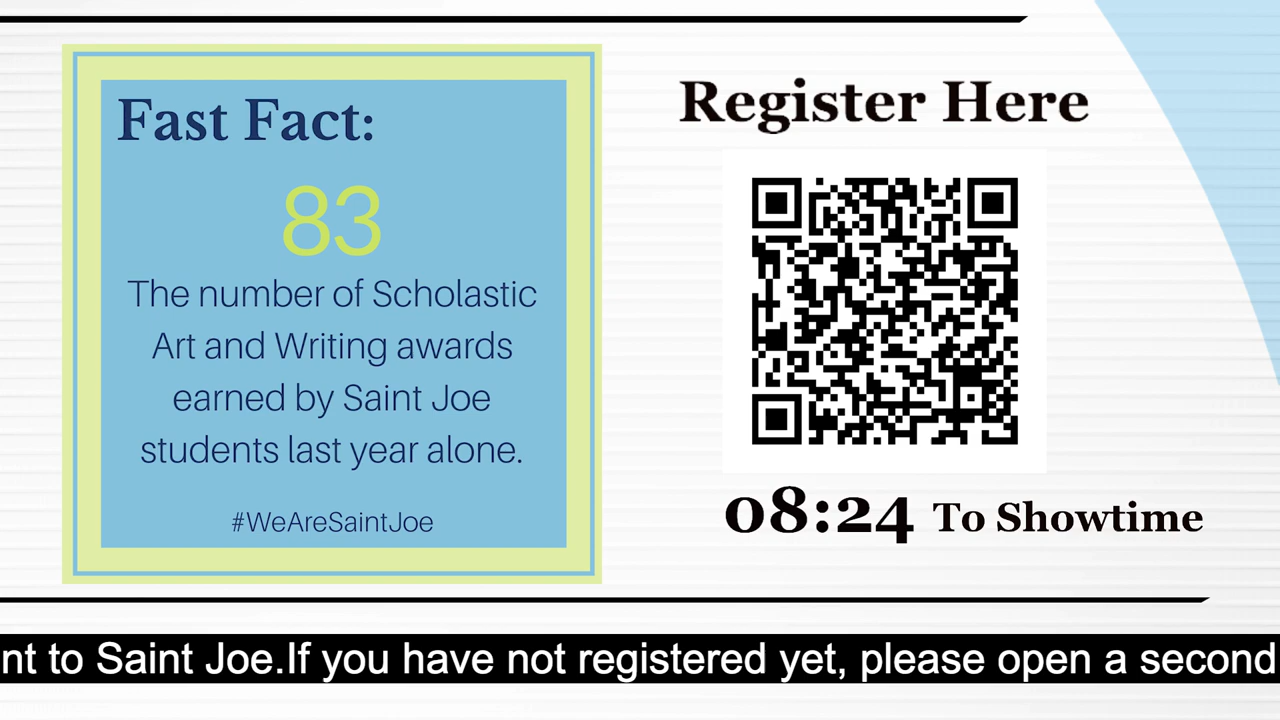 Fast Fact:
83
The number of Scholastic
Art and Writing awards
earned by Saint Joe
students last year alone.
#WeAreSaintJoe
Register Here
08:24 To Showtime
nt to Saint Joe.If you have not registered yet, please open a second